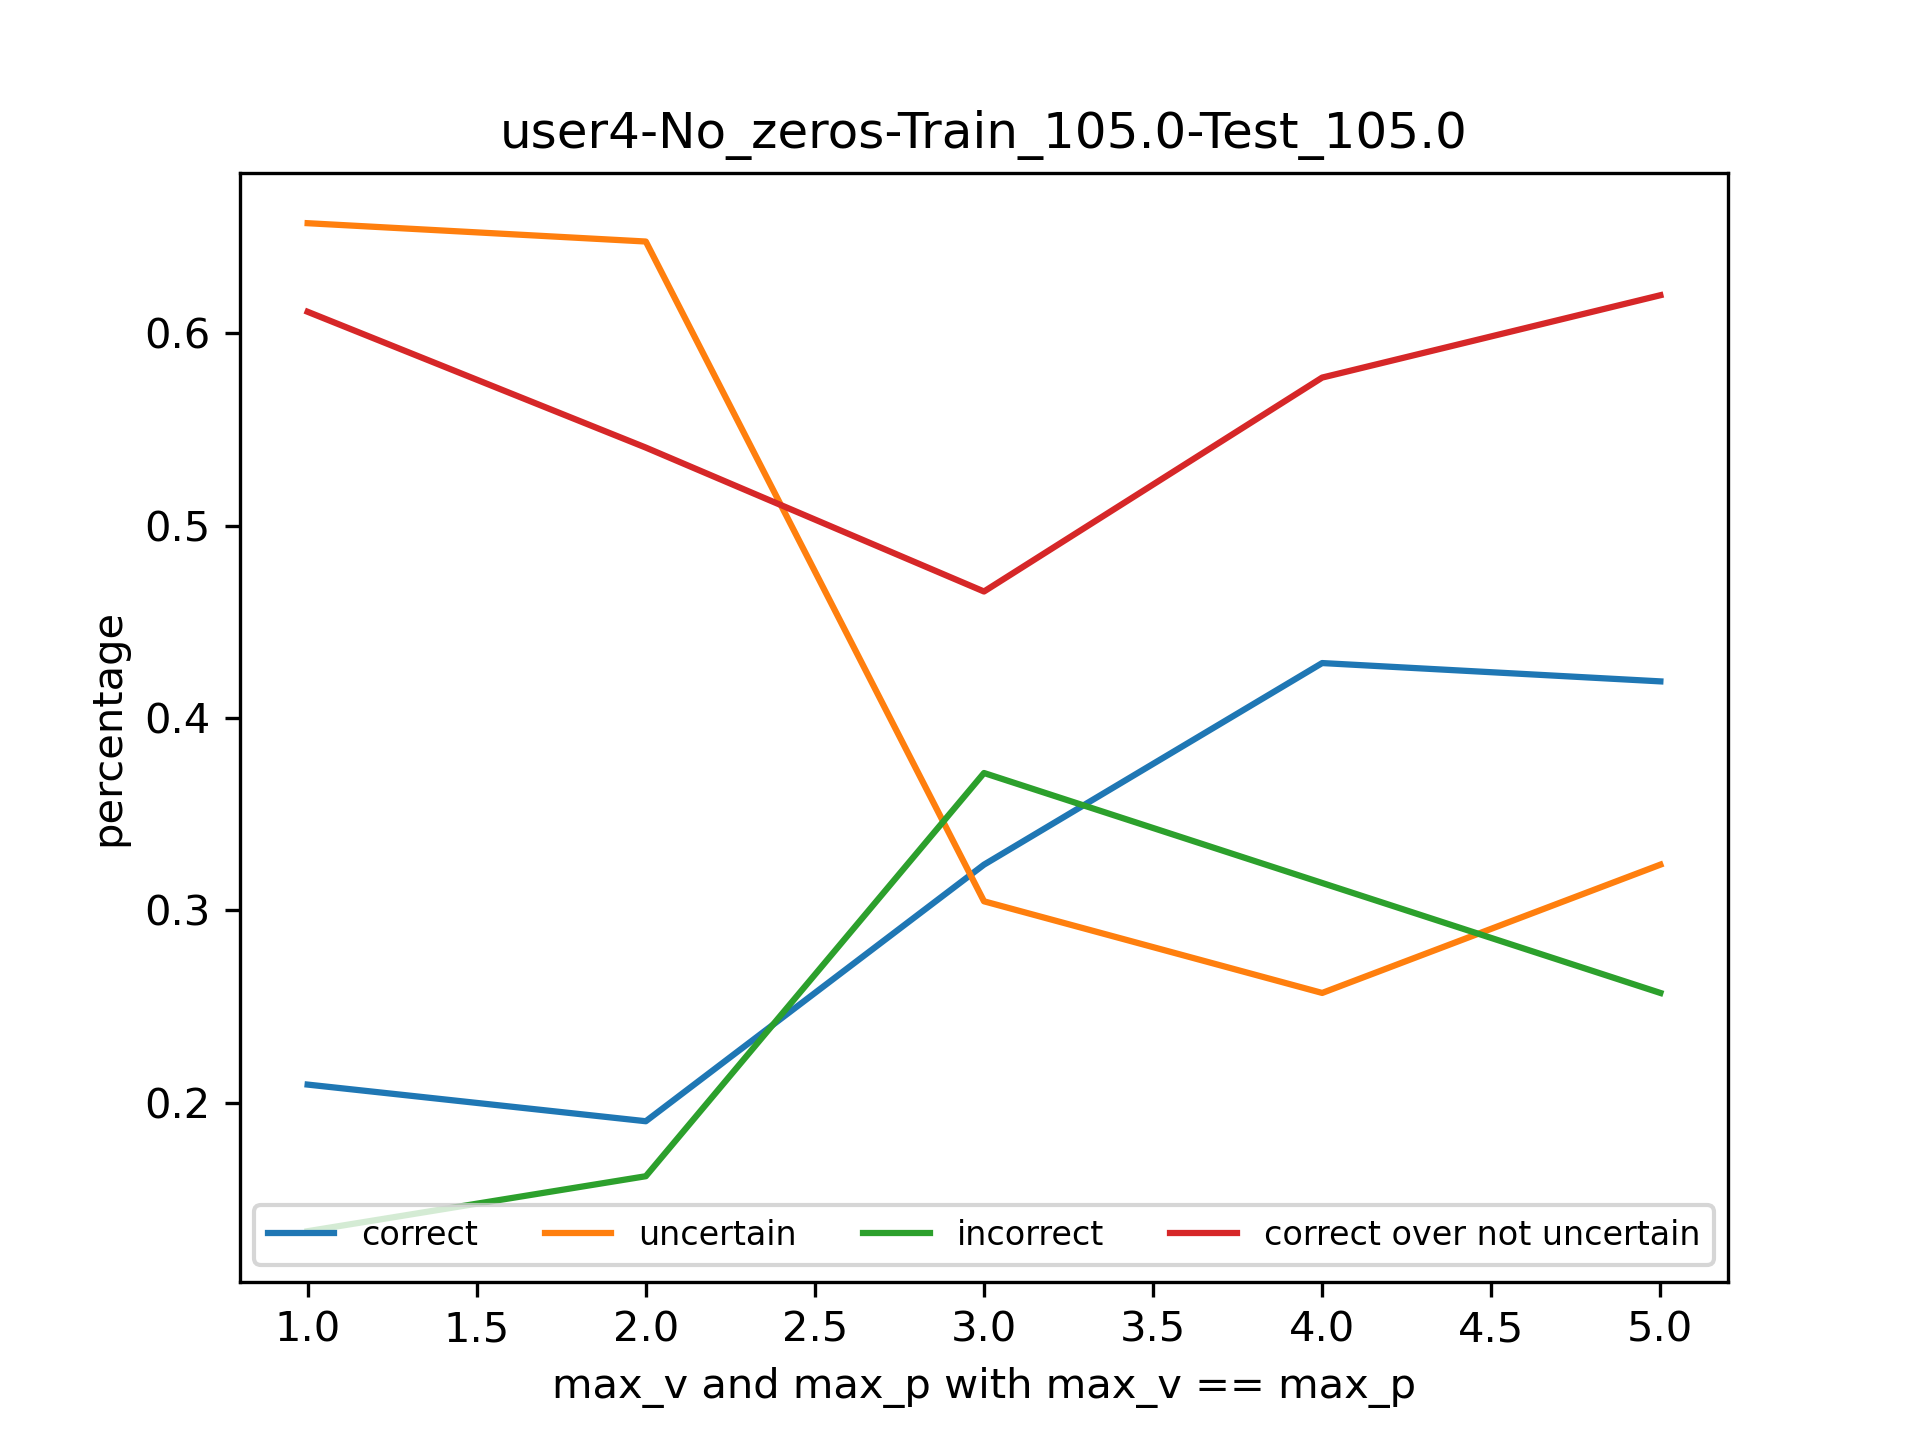 user4-No_zeros-Train_105.0-Test_105.0
percentage
0.6
0.5
0.4
0.3
0.2
correct uncertain incorrect correct over not uncertain
1.0 1.5 2.0 2.5 3.0 3.5 4.0 4.5 5.0
max_v and max_p with max_v == max_p